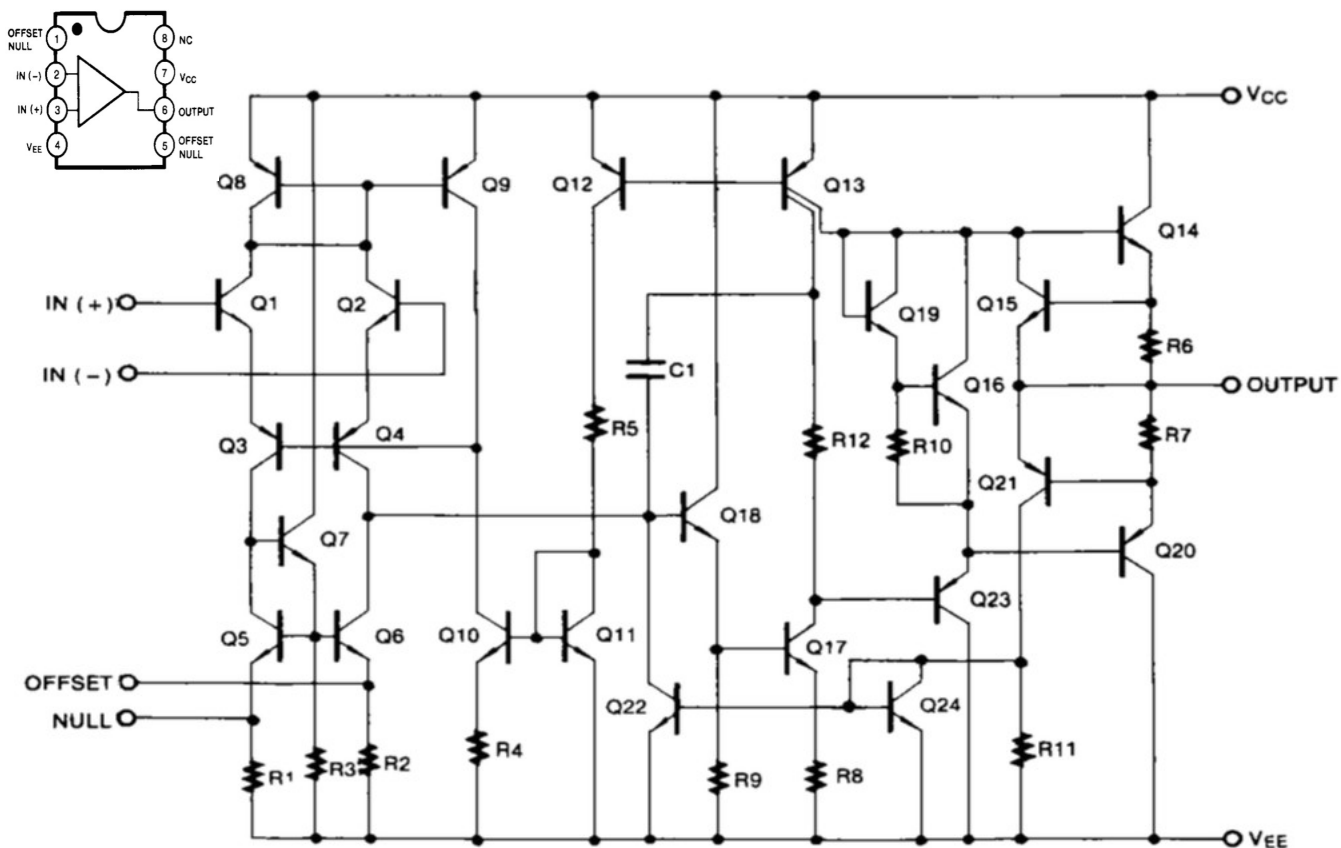 OFFSET
NULL
1
8
NC
IN (-)
2
7
VCC
IN (+)
3
6
OUTPUT
VEE
4
5
OFFSET
NULL
VCC
Q8
Q9
Q12
Q13
Q14
IN (+)
Q1
Q2
Q19
Q15
R6
IN (-)
C1
Q16
OUTPUT
Q3
Q4
R5
R12
R10
R7
Q21
Q7
Q18
Q20
Q5
Q6
Q10
Q11
Q17
Q23
OFFSET
NULL
Q22
Q24
R1
R3
R2
R4
R9
R8
R11
VEE